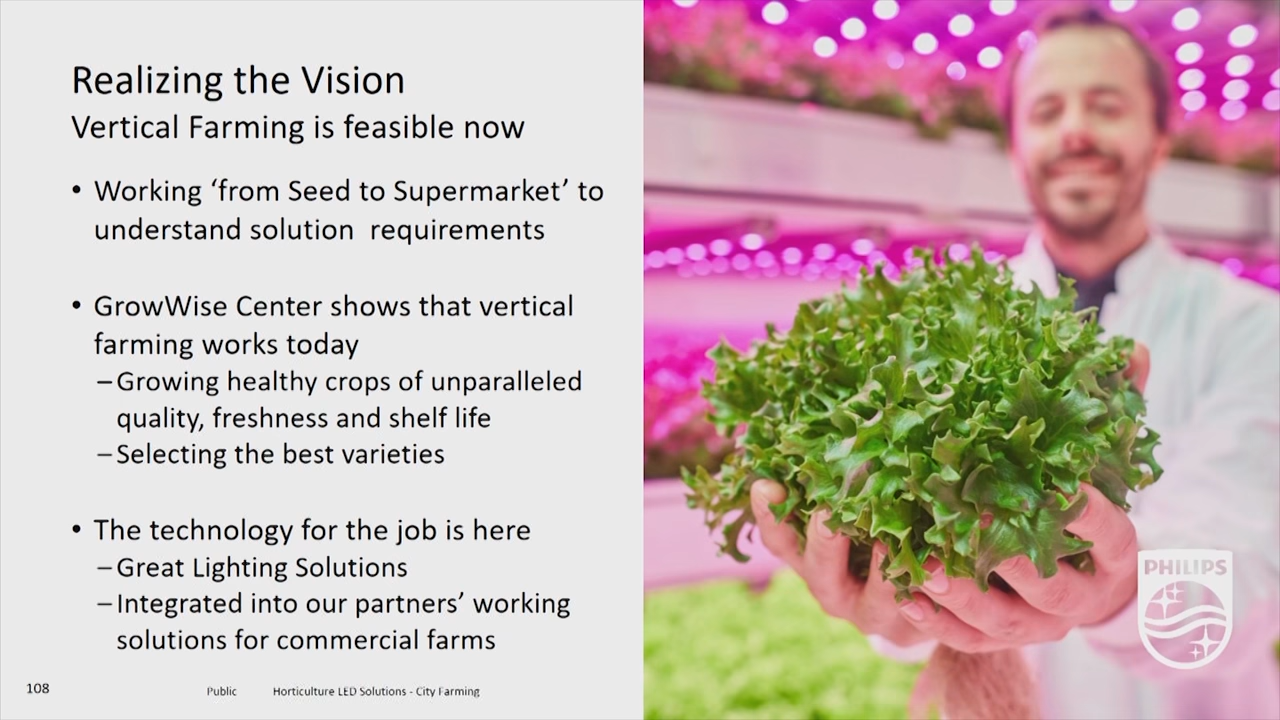 Realizing the Vision
Vertical Farming is feasible now
• Working ‘from Seed to Supermarket’ to
understand solution  requirements
• GrowWise Center shows that vertical
farming works today
– Growing healthy crops of unparalleled
quality, freshness and shelf life
– Selecting the best varieties
• The technology for the job is here
– Great Lighting Solutions
– Integrated into our partners’ working
solutions for commercial farms
108 Public Horticulture LED Solutions - City Farming
PHILIPS